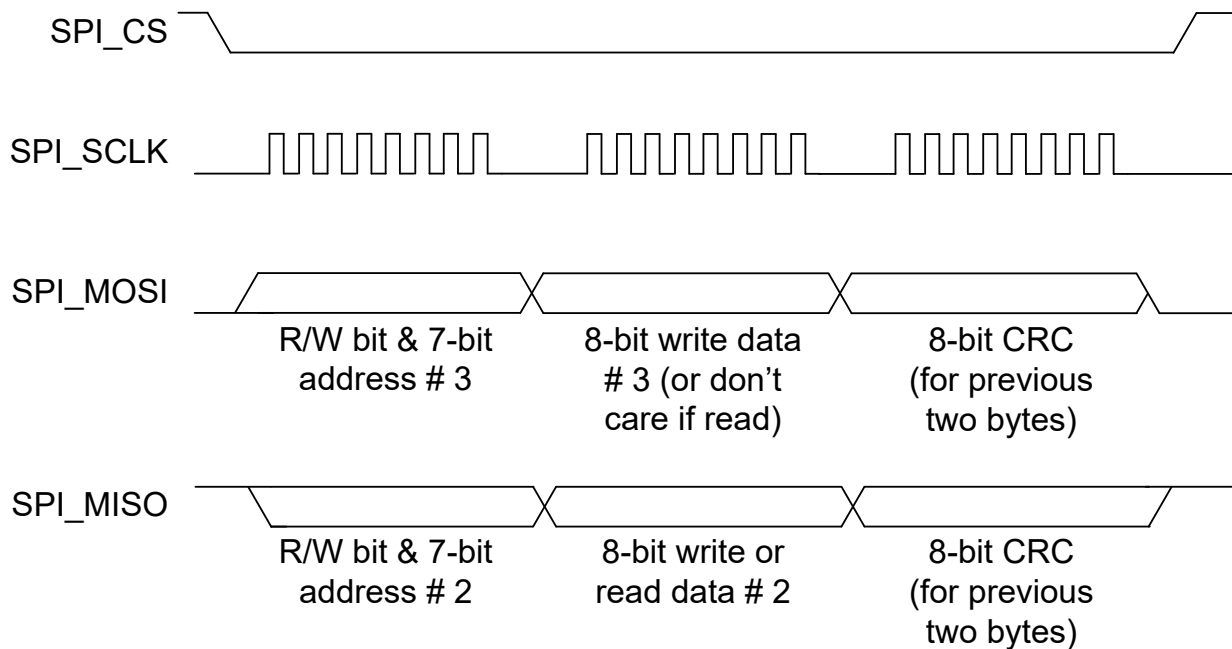 SPI_CS
SPI_SCLK
SPI_MOSI
R/W bit & 7-bit
address # 3
8-bit write data
# 3 (or don’t
care if read)
8-bit CRC
(for previous
two bytes)
SPI_MISO
R/W bit & 7-bit
address # 2
8-bit write or
read data # 2
8-bit CRC
(for previous
two bytes)